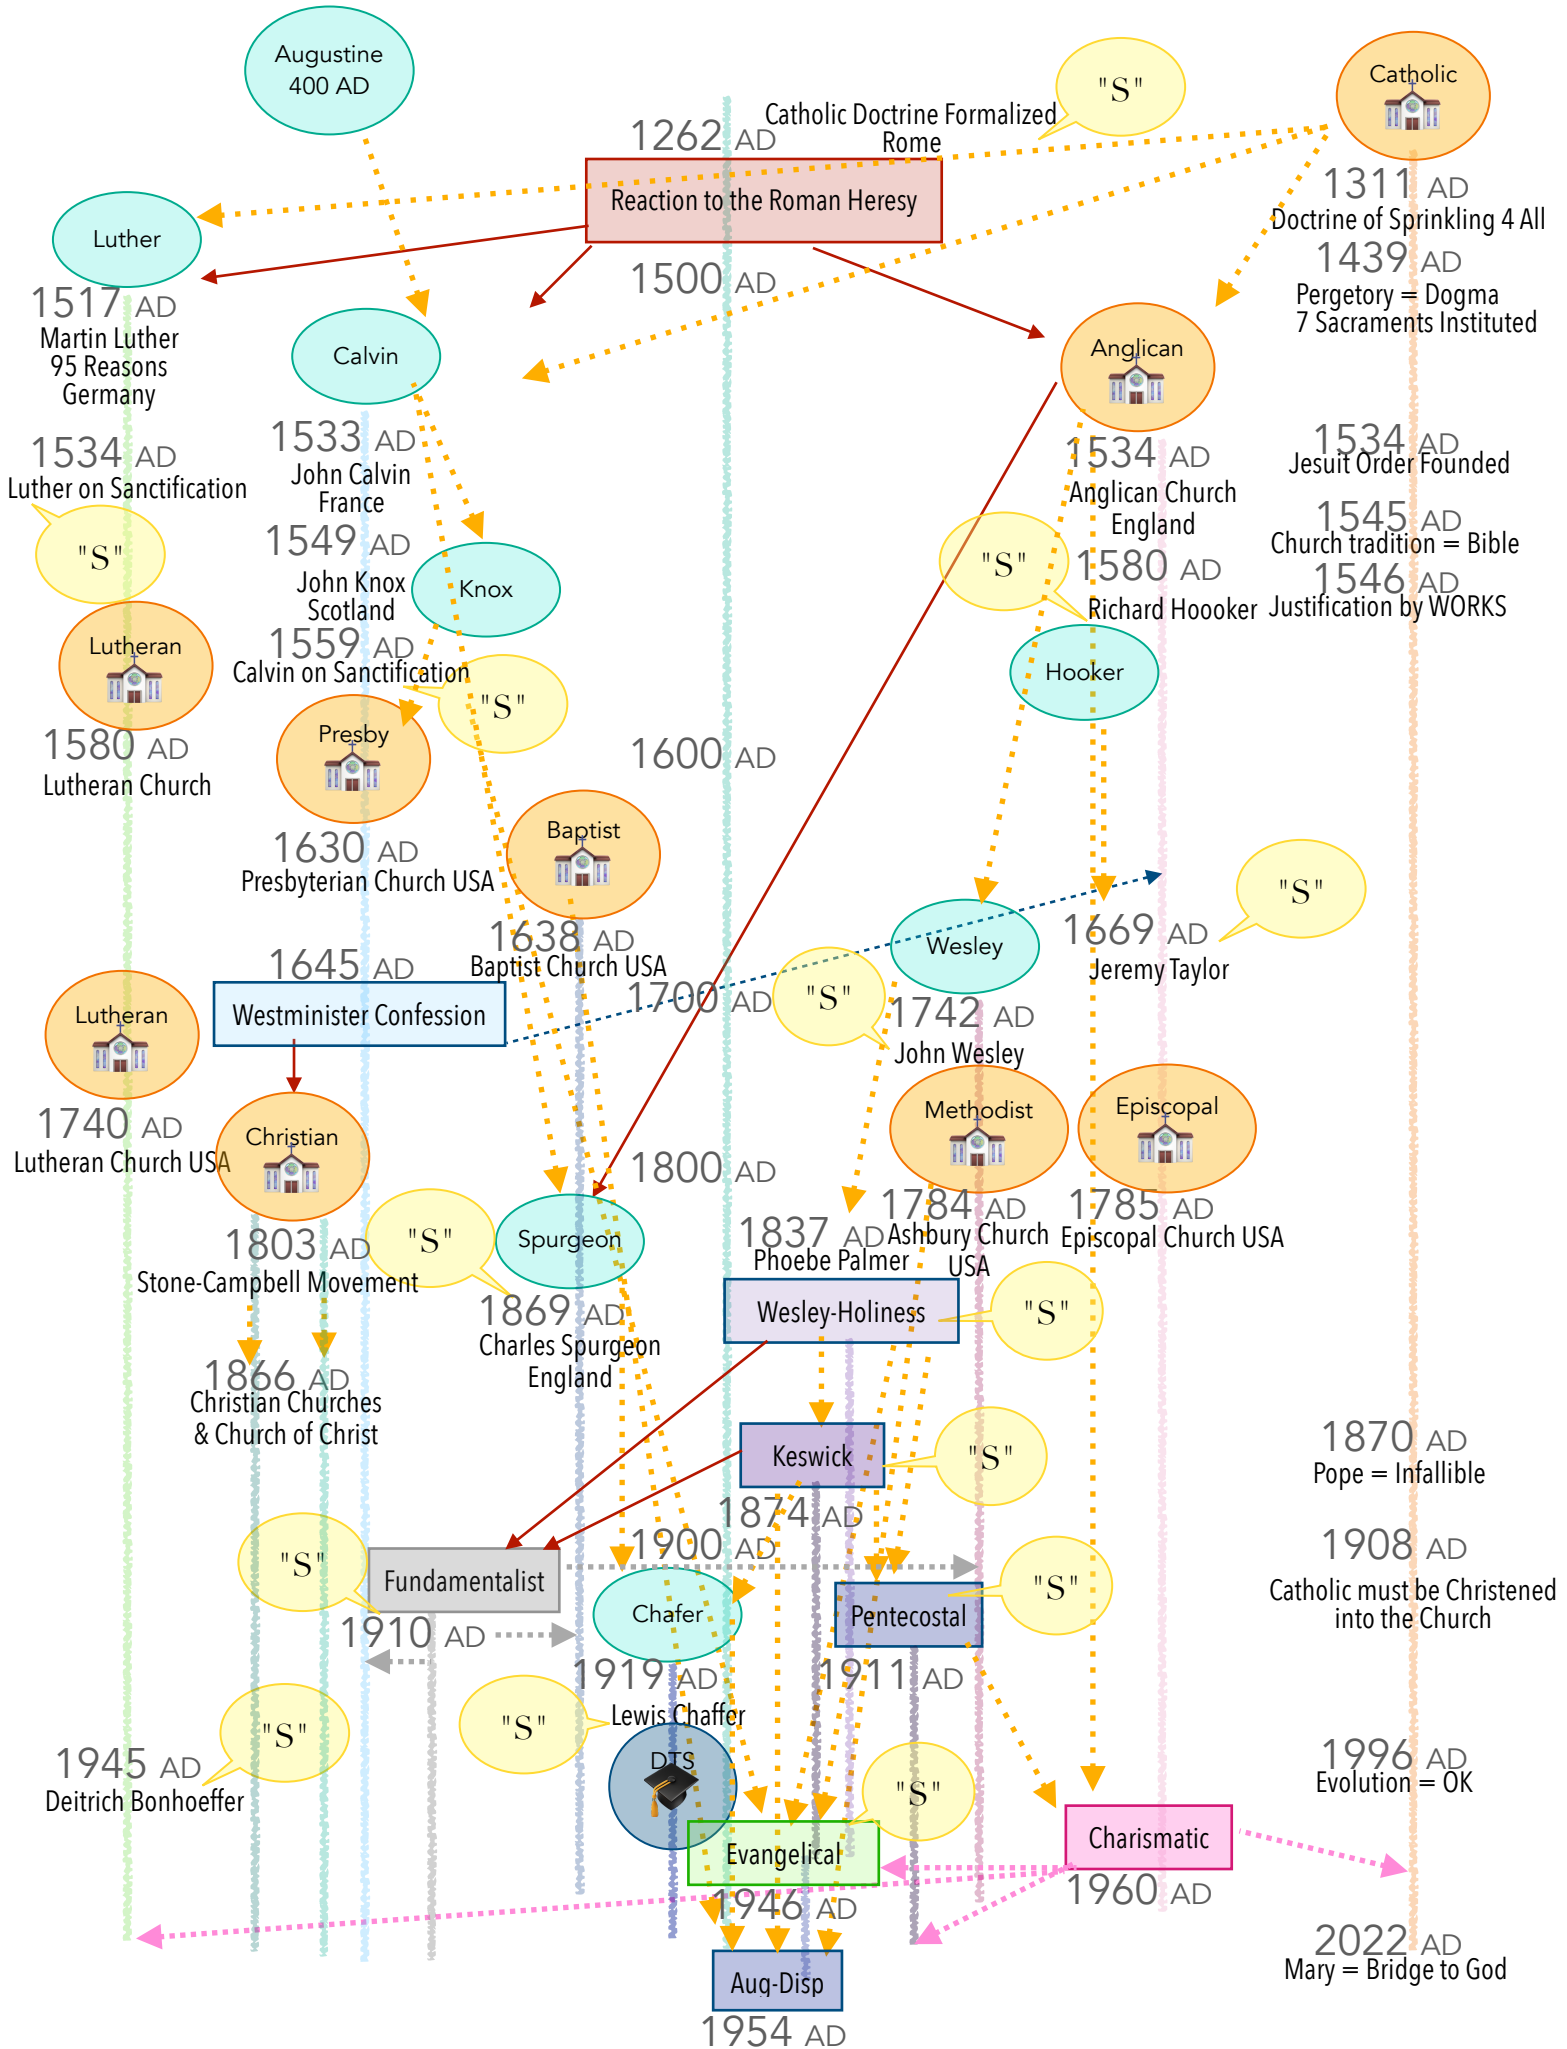 Augustine
400 AD
"S"
Catholic
Catholic Doctrine Formalized
Rome
1262 AD
Reaction to the Roman Heresy
1311 AD
Doctrine of Sprinkling 4 All
Luther
1439 AD
Pergetory = Dogma
7 Sacraments Instituted
1500 AD
1517 AD
Martin Luther
95 Reasons
Germany
Calvin
Anglican
1534 AD
Luther on Sanctification
"S"
1533 AD
John Calvin
France
1534 AD
Anglican Church
England
1534 AD
Jesuit Order Founded
1545 AD
Church tradition = Bible
1546 AD
Justification by WORKS
1549 AD
John Knox
Scotland
Knox
"S"
1580 AD
Richard Hoooker
Hooker
1559 AD
Calvin on Sanctification
"S"
Lutheran
1580 AD
Lutheran Church
Presby
1600 AD
1630 AD
Presbyterian Church USA
Baptist
1638 AD
Baptist Church USA
"S"
1669 AD
Jeremy Taylor
Wesley
1645 AD
Westminister Confession
1700 AD
"S"
1742 AD
John Wesley
Lutheran
1740 AD
Lutheran Church USA
Christian
Methodist
Episcopal
1800 AD
1784 AD
Ashbury Church
USA
1785 AD
Episcopal Church USA
1803 AD
Stone-Campbell Movement
"S"
Spurgeon
1837 AD
Phoebe Palmer
Wesley-Holiness
"S"
1869 AD
Charles Spurgeon
England
1866 AD
Christian Churches
& Church of Christ
Keswick
"S"
1874 AD
1870 AD
Pope = Infallible
1900 AD
"S"
Fundamentalist
1910 AD
Chafer
Pentecostal
"S"
1908 AD
Catholic must be Christened
into the Church
1919 AD
Lewis Chaffer
1911 AD
"S"
"S"
DTS
1945 AD
Deitrich Bonhoeffer
"S"
1996 AD
Evolution = OK
Evangelical
1946 AD
Charismatic
1960 AD
2022 AD
Mary = Bridge to God
Aug-Disp
1954 AD